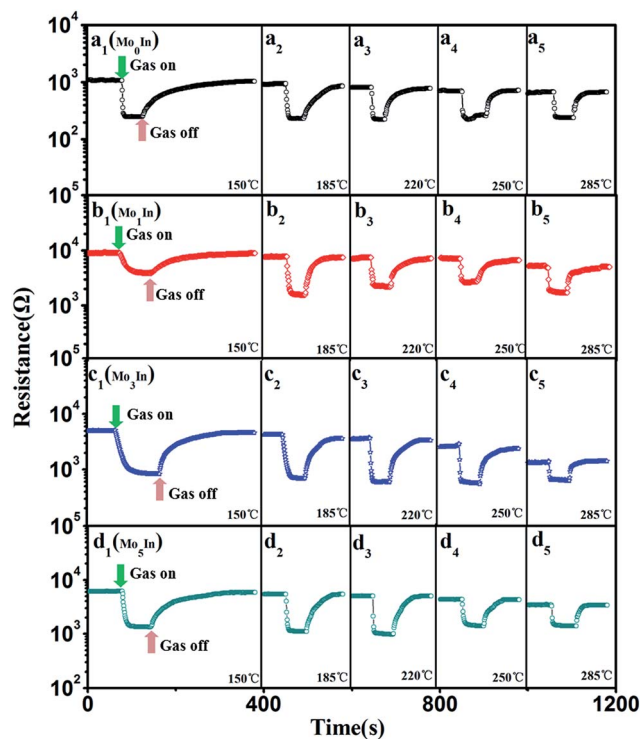 a₁(Mo₀In) a₂ a₃ a₄ a₅
Gas on
10³
Gas off
10²
150℃ 185℃ 220℃ 250℃ 285℃
10⁵
b₁(Mo₁In) b₂ b₃ b₄ b₅
Gas on
10⁴
Gas off
10³
150℃ 185℃ 220℃ 250℃ 285℃
10⁵
c₁(Mo₃In) c₂ c₃ c₄ c₅
Gas on
10⁴
10³
Gas off
150℃ 185℃ 220℃ 250℃ 285℃
10⁵
d₁(Mo₅In) d₂ d₃ d₄ d₅
Gas on
10⁴
10³
Gas off
150℃ 185℃ 220℃ 250℃ 285℃
10²
0 400 800 1200
Time(s)
Resistance(Ω)